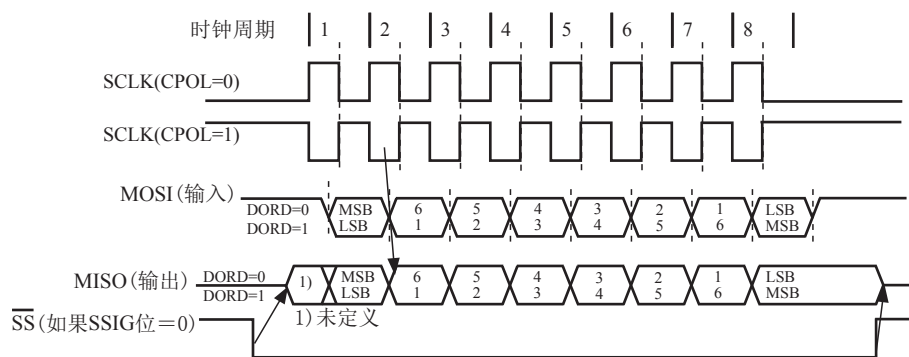 时钟周期 1 2 3 4 5 6 7 8
SCLK(CPOL=0)
SCLK(CPOL=1)
MOSI(输入) DORD=0 MSB 6 5 4 3 2 1 LSB
DORD=1 LSB 1 2 3 4 5 6 MSB
MISO(输出) DORD=0 1) MSB 6 5 4 3 2 1 LSB
DORD=1 LSB 1 2 3 4 5 6 MSB
1)未定义
SS(如果SSIG位=0)